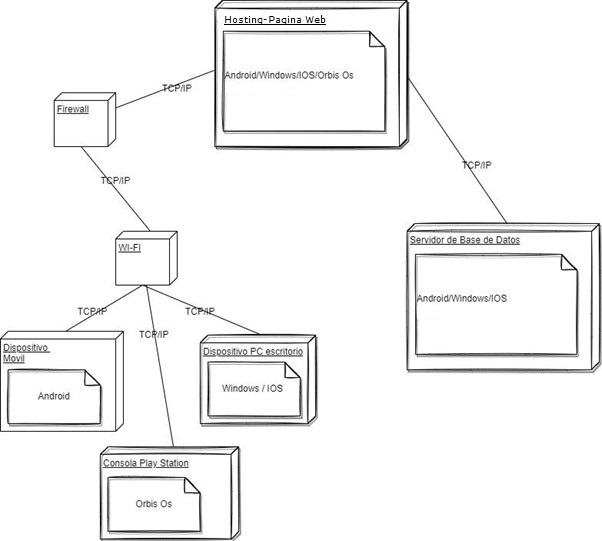 Hosting-Pagina Web
Android/Windows/IOS/Orbis Os
TCP/IP
Firewall
TCP/IP
TCP/IP
WI-FI
Servidor de Base de Datos
Android/Windows/IOS
TCP/IP
TCP/IP
TCP/IP
Dispositivo
Movil
Android
Dispositivo PC escritorio
Windows / IOS
Consola Play Station
Orbis Os